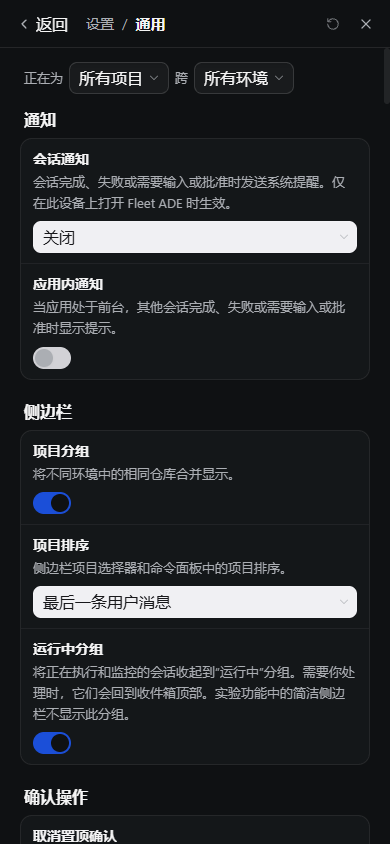 返回 设置 / 通用
正在为 所有项目 跨 所有环境
通知
会话通知
会话完成、失败或需要输入或批准时发送系统提醒。仅
在此设备上打开 Fleet ADE 时生效。
关闭
应用内通知
当应用处于前台，其他会话完成、失败或需要输入或批
准时显示提示。
侧边栏
项目分组
将不同环境中的相同仓库合并显示。
项目排序
侧边栏项目选择器和命令面板中的项目排序。
最后一条用户消息
运行中分组
将正在执行和监控的会话收起到“运行中”分组。需要你处
理时，它们会回到收件箱顶部。实验功能中的简洁侧边
栏不显示此分组。
确认操作
取消置顶确认